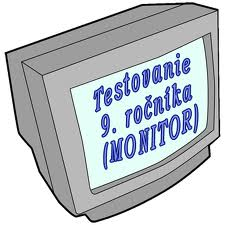 Testovanie
9. ročníka
(MONITOR)